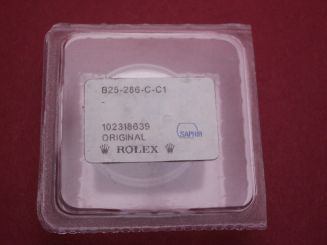 B25-286-C-C1
-
102318639
ORIGINAL
ROLEX
SAPHIR